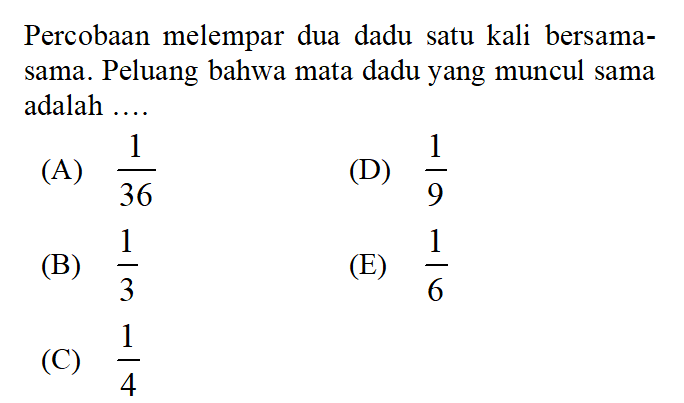 Percobaan melempar dua dadu satu kali bersama-
sama. Peluang bahwa mata dadu yang muncul sama
adalah ....
(A) 1/36
(D) 1/9
(B) 1/3
(E) 1/6
(C) 1/4